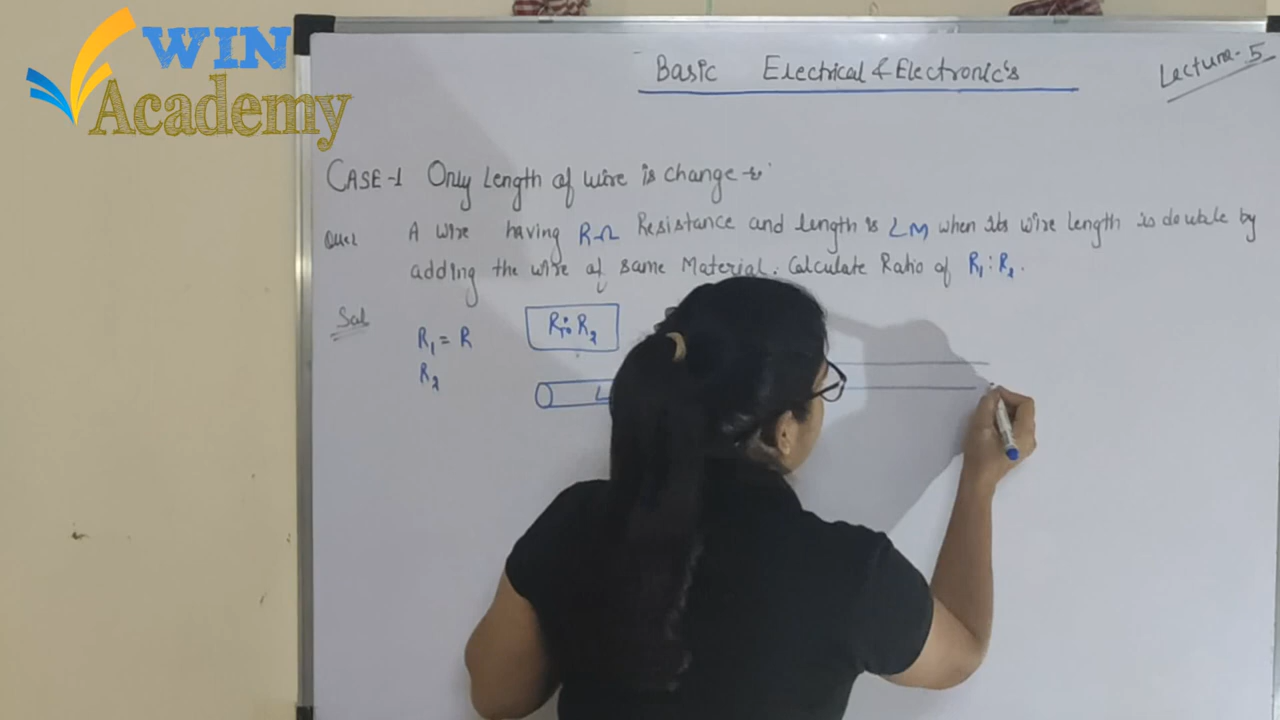 WIN
Academy
Basic Electrical & Electronic's
Lecture-5
CASE-1 Only Length of wire is change
Que1 A wire having R Ω Resistance and length is L M when its wire length is double by
adding the wire of same Material. Calculate Ratio of R₁:R₂.
Sol
R₁:R₂
R₁ = R
R₂
L